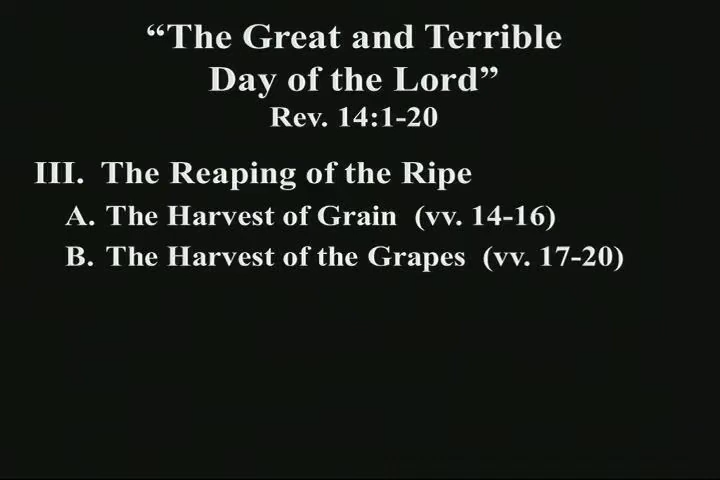 “The Great and Terrible
Day of the Lord”
Rev. 14:1-20
III. The Reaping of the Ripe
A. The Harvest of Grain (vv. 14-16)
B. The Harvest of the Grapes (vv. 17-20)